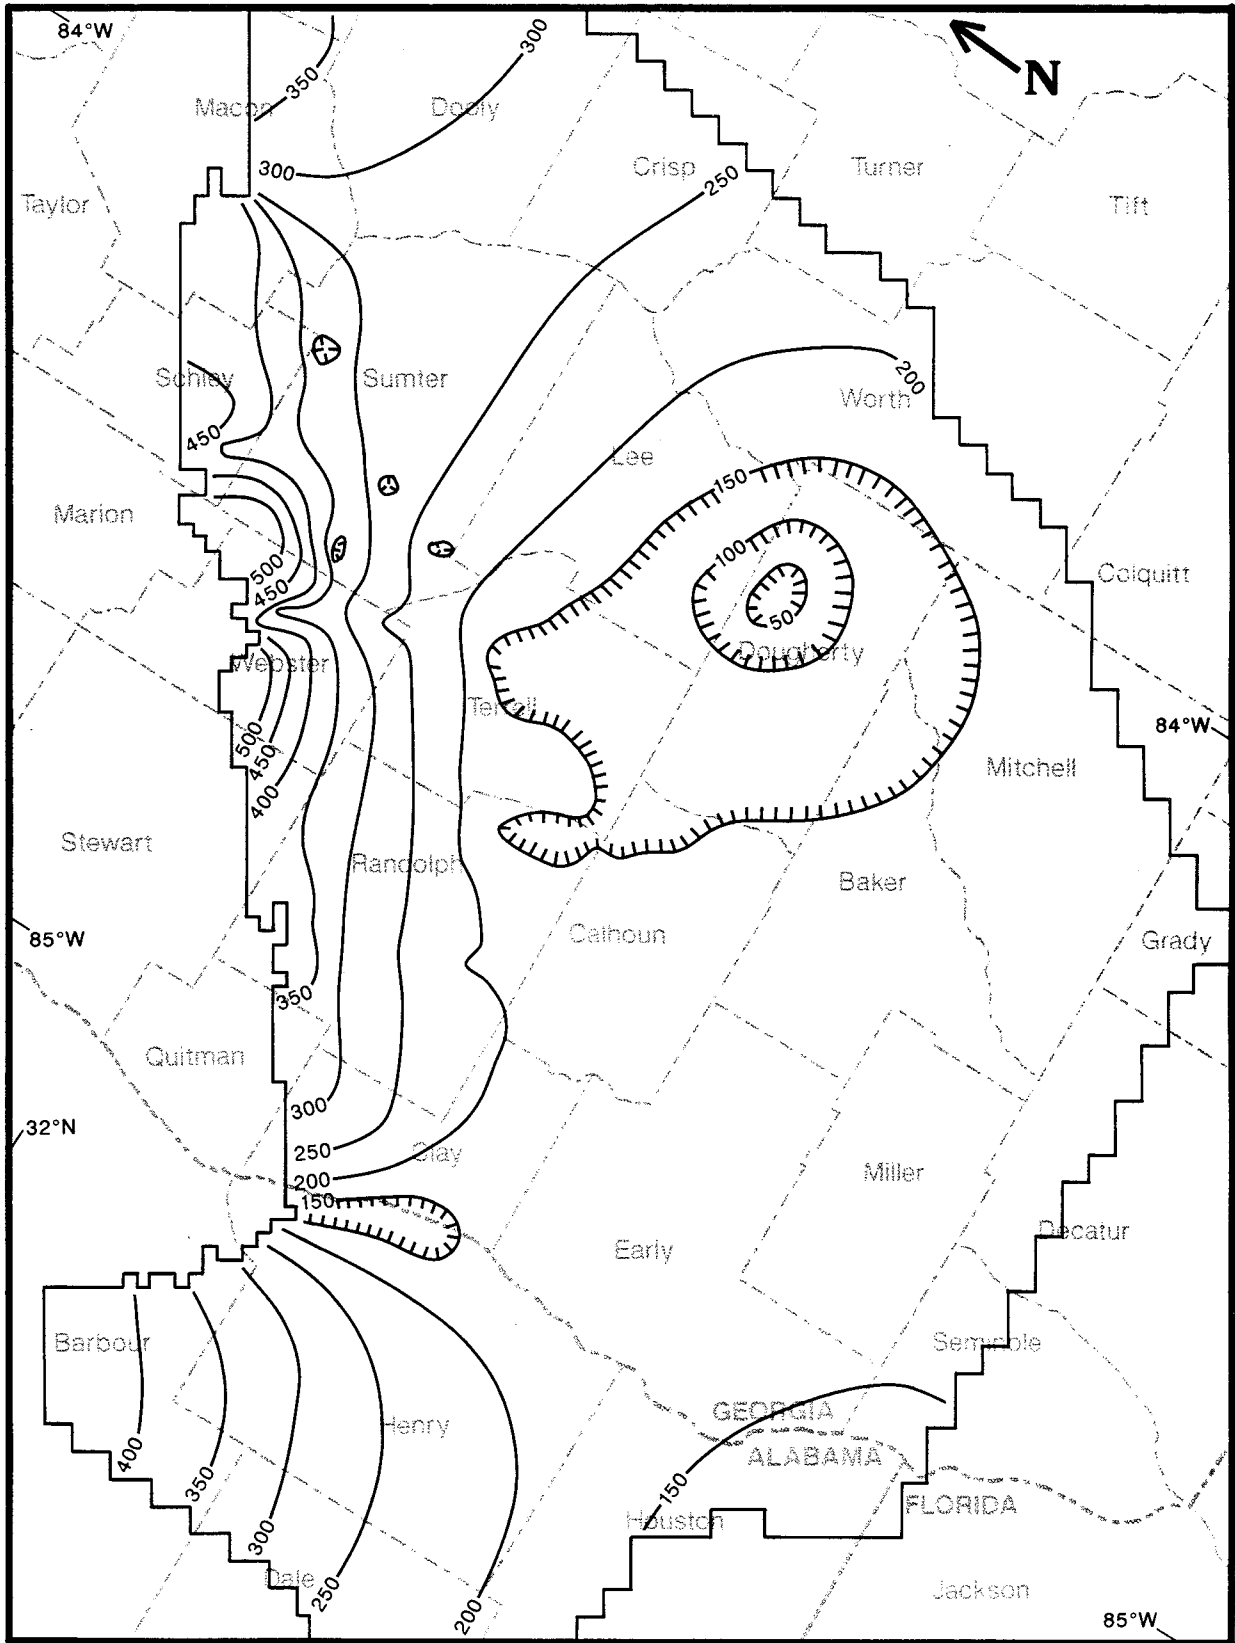 84°W
300
N
350
Macon
Dooly
300
Crisp
Turner
250
Taylor
Tift
Schley
Sumter
200
Worth
450
Lee
150
Marion
100
500
Colquitt
450
50
Webster
Dougherty
Terrell
84°W
500
450
Mitchell
400
Stewart
Randolph
Baker
85°W
Calhoun
Grady
350
Quitman
300
32°N
250
Clay
200
Miller
150
Decatur
Early
Barbour
Seminole
GEORGIA
Henry
400
ALABAMA
350
150
FLORIDA
Houston
300
Dale
250
Jackson
200
85°W